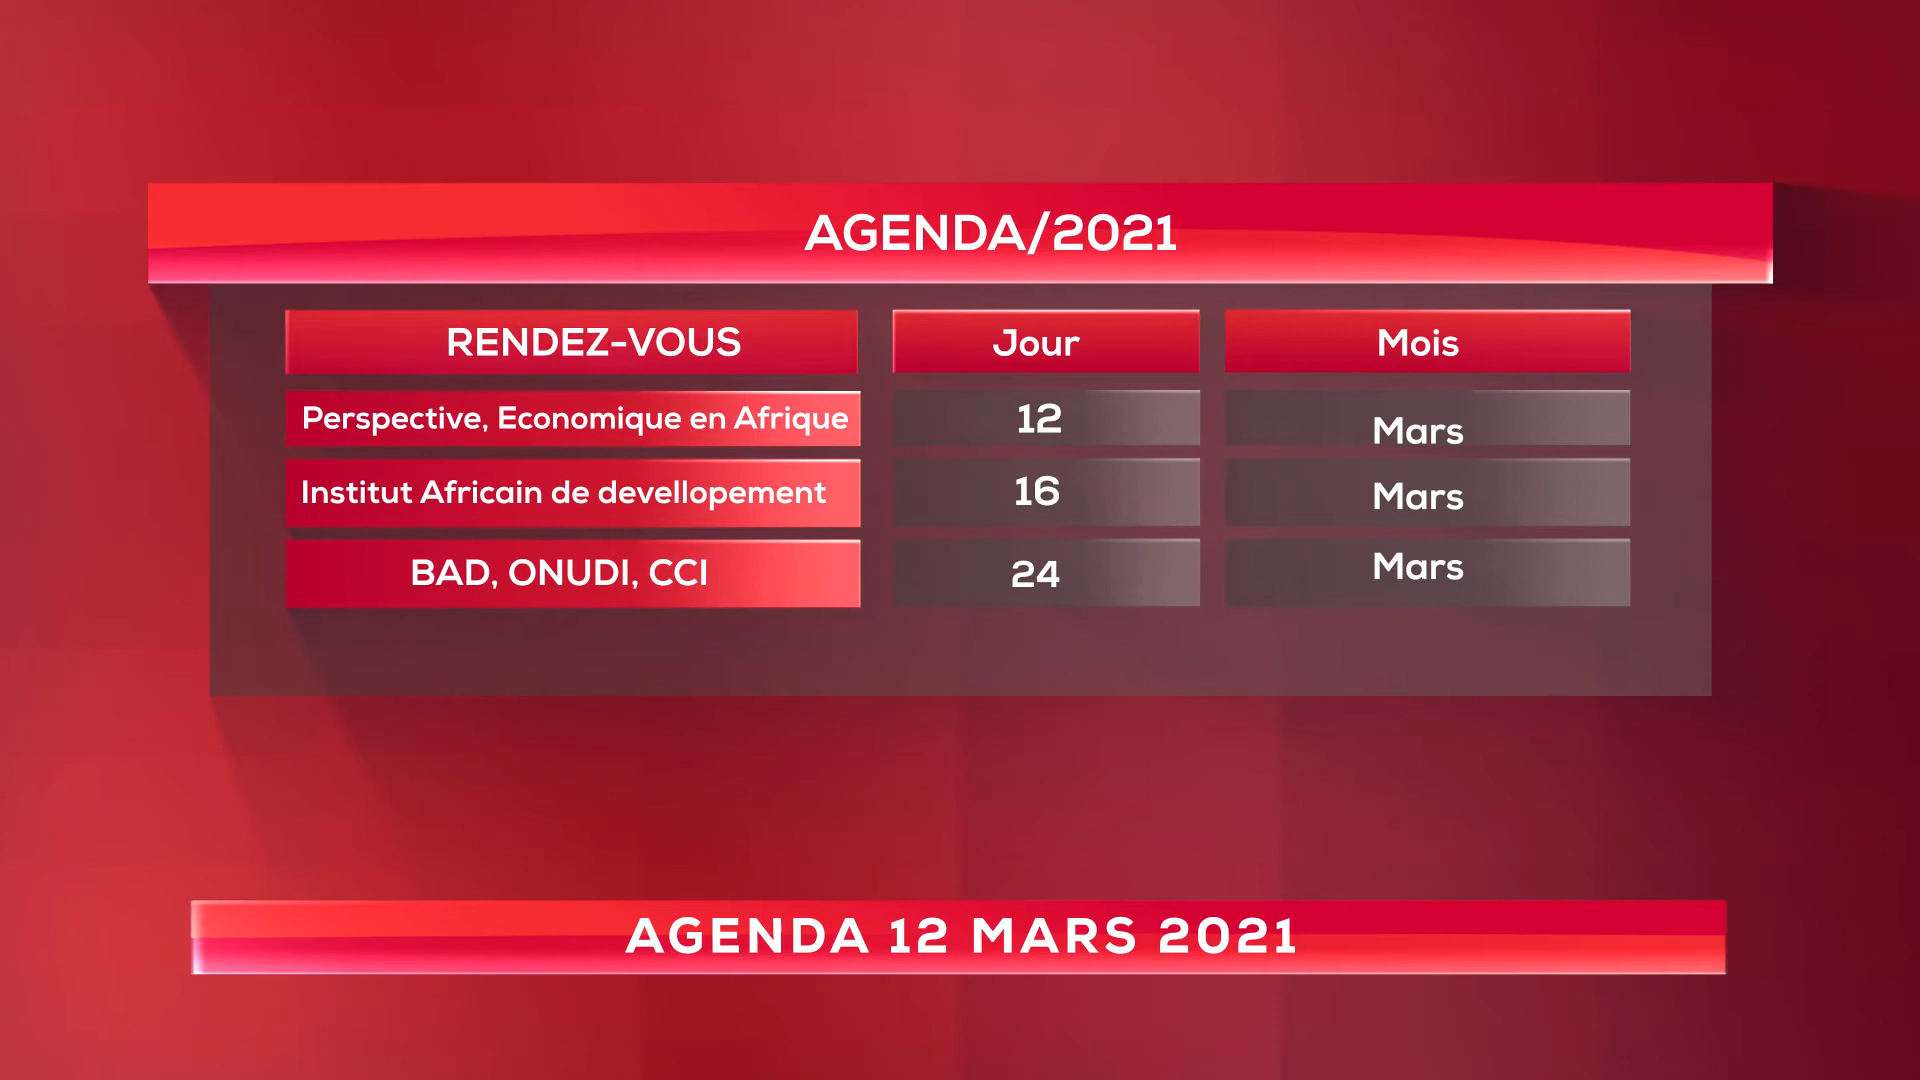 AGENDA/2021
RENDEZ-VOUS Jour Mois
Perspective, Economique en Afrique 12 Mars
Institut Africain de devellopement 16 Mars
BAD, ONUDI, CCI 24 Mars
AGENDA 12 MARS 2021